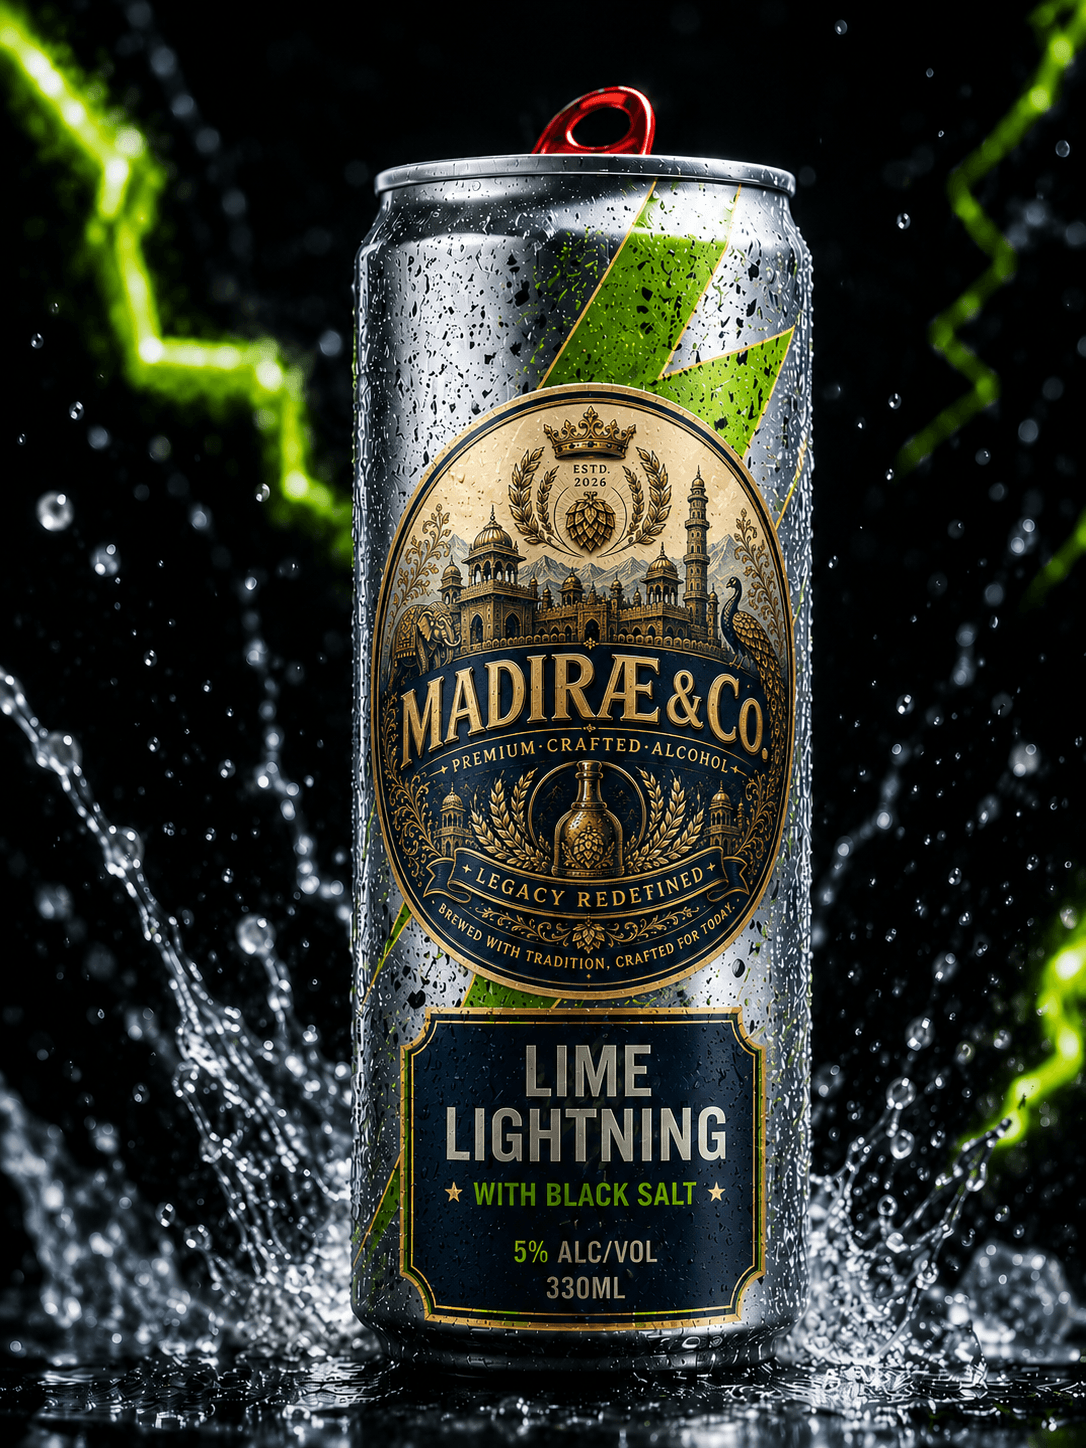 ESTD.
2026
MADIRÆ & Co.
PREMIUM · CRAFTED · ALCOHOL
LEGACY REDEFINED
BREWED WITH TRADITION, CRAFTED FOR TODAY.
LIME
LIGHTNING
WITH BLACK SALT
5% ALC/VOL
330ML